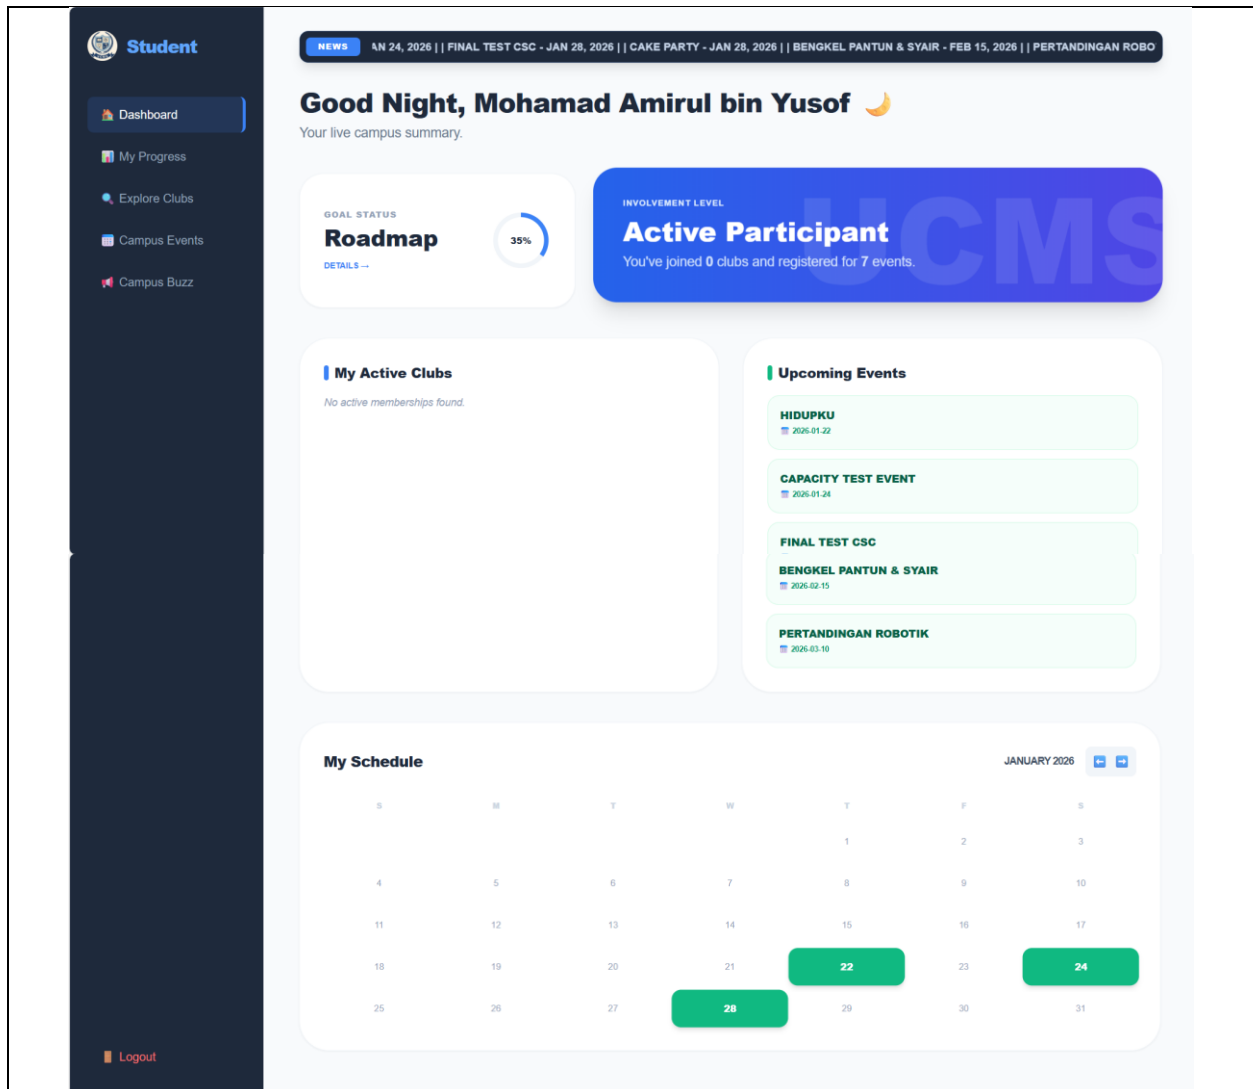 Student
Dashboard
My Progress
Explore Clubs
Campus Events
Campus Buzz
Logout
NEWS
AN 24, 2026 | | FINAL TEST CSC - JAN 28, 2026 | | CAKE PARTY - JAN 28, 2026 | | BENGKEL PANTUN & SYAIR - FEB 15, 2026 | | PERTANDINGAN ROBO
Good Night, Mohamad Amirul bin Yusof
Your live campus summary.
GOAL STATUS
Roadmap
DETAILS →
35%
INVOLVEMENT LEVEL
Active Participant
You've joined 0 clubs and registered for 7 events.
UCMS
My Active Clubs
No active memberships found.
Upcoming Events
HIDUPKU
2026-01-22
CAPACITY TEST EVENT
2026-01-24
FINAL TEST CSC
BENGKEL PANTUN & SYAIR
2026-02-15
PERTANDINGAN ROBOTIK
2026-03-10
My Schedule
JANUARY 2026
S M T W T F S
1 2 3
4 5 6 7 8 9 10
11 12 13 14 15 16 17
18 19 20 21 22 23 24
25 26 27 28 29 30 31